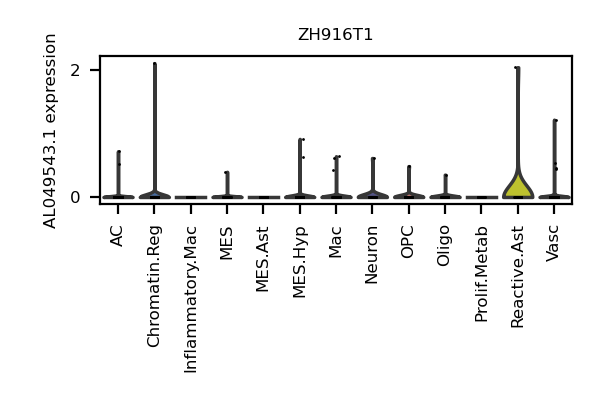 ZH916T1
AL049543.1 expression
2
0
AC
Chromatin.Reg
Inflammatory.Mac
MES
MES.Ast
MES.Hyp
Mac
Neuron
OPC
Oligo
Prolif.Metab
Reactive.Ast
Vasc